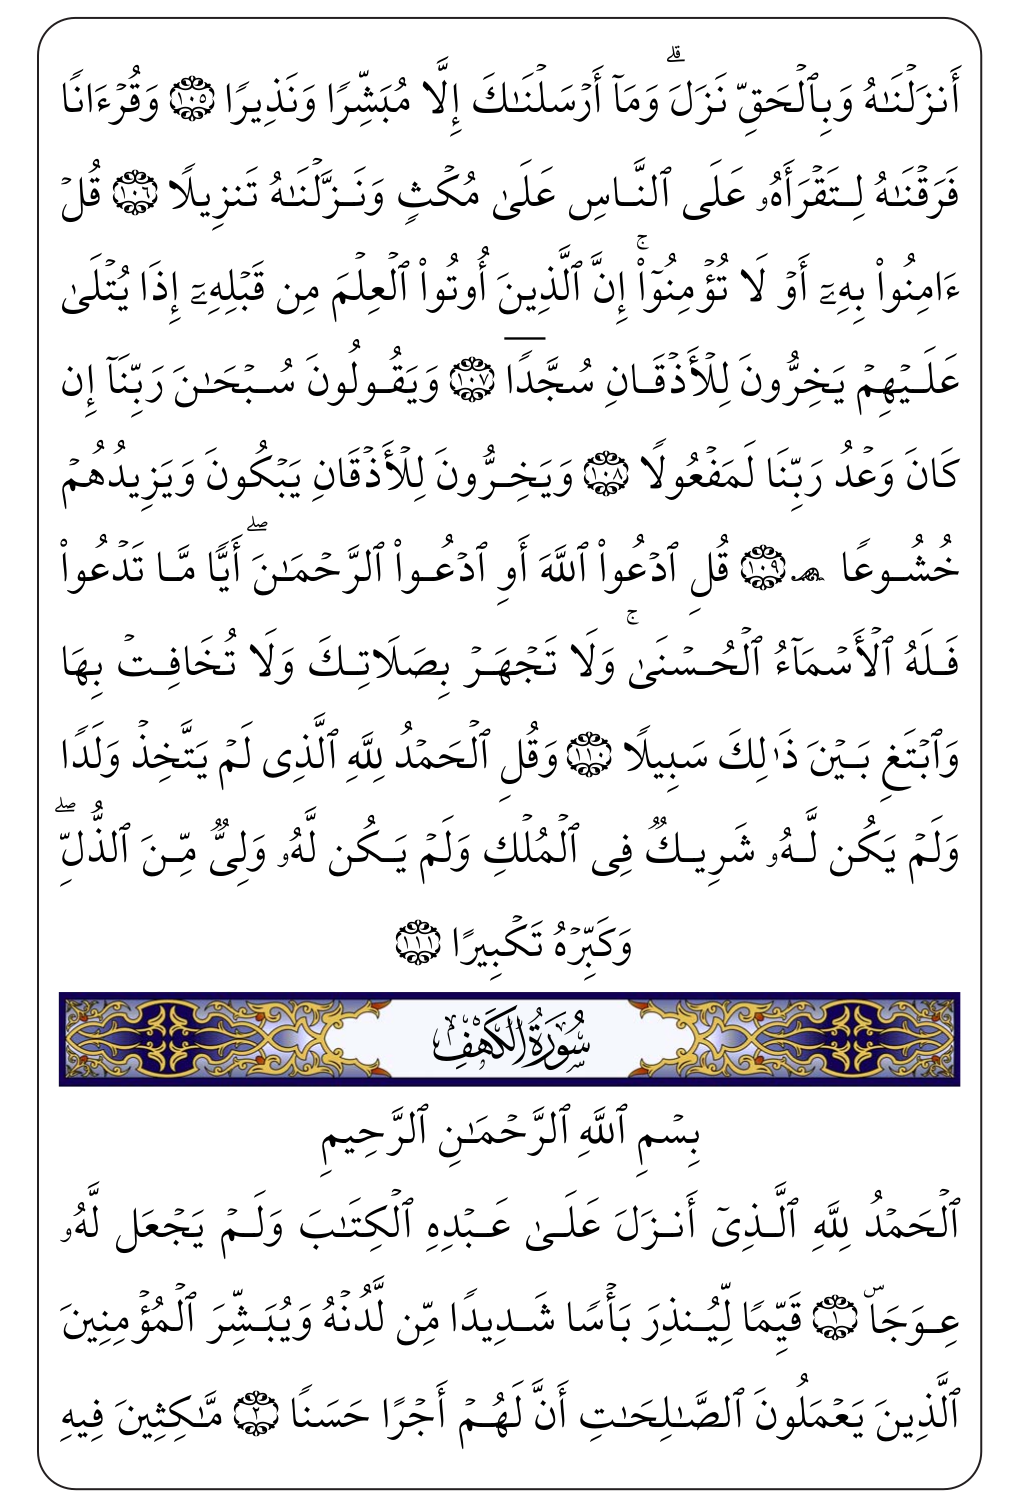 أَنزَلۡنَـٰهُ وَبِٱلۡحَقِّ نَزَلَۗ وَمَآ أَرۡسَلۡنَـٰكَ إِلَّا مُبَشِّرًا وَنَذِيرًا ١٠٥ وَقُرۡءَانًا
فَرَقۡنَـٰهُ لِتَقۡرَأَهُۥ عَلَى ٱلنَّاسِ عَلَىٰ مُكۡثٍ وَنَزَّلۡنَـٰهُ تَنزِيلًا ١٠٦ قُلۡ
ءَامِنُوا۟ بِهِۦٓ أَوۡ لَا تُؤۡمِنُوٓا۟ۚ إِنَّ ٱلَّذِينَ أُوتُوا۟ ٱلۡعِلۡمَ مِن قَبۡلِهِۦٓ إِذَا يُتۡلَىٰ
عَلَيۡهِمۡ يَخِرُّونَ لِلۡأَذۡقَانِ سُجَّدًا ١٠٧ وَيَقُولُونَ سُبۡحَـٰنَ رَبِّنَآ إِن
كَانَ وَعۡدُ رَبِّنَا لَمَفۡعُولًا ١٠٨ وَيَخِرُّونَ لِلۡأَذۡقَانِ يَبۡكُونَ وَيَزِيدُهُمۡ
خُشُوعًا ۩ ١٠٩ قُلِ ٱدۡعُوا۟ ٱللَّهَ أَوِ ٱدۡعُوا۟ ٱلرَّحۡمَـٰنَۖ أَيًّا مَّا تَدۡعُوا۟
فَلَهُ ٱلۡأَسۡمَآءُ ٱلۡحُسۡنَىٰۚ وَلَا تَجۡهَرۡ بِصَلَاتِكَ وَلَا تُخَافِتۡ بِهَا
وَٱبۡتَغِ بَيۡنَ ذَٰلِكَ سَبِيلًا ١١٠ وَقُلِ ٱلۡحَمۡدُ لِلَّهِ ٱلَّذِى لَمۡ يَتَّخِذۡ وَلَدًا
وَلَمۡ يَكُن لَّهُۥ شَرِيكٌ فِى ٱلۡمُلۡكِ وَلَمۡ يَكُن لَّهُۥ وَلِىٌّ مِّنَ ٱلذُّلِّۖ
وَكَبِّرۡهُ تَكۡبِيرًا ١١١
سُورَةُ الكَهۡفِ
بِسۡمِ ٱللَّهِ ٱلرَّحۡمَـٰنِ ٱلرَّحِيمِ
ٱلۡحَمۡدُ لِلَّهِ ٱلَّذِىٓ أَنزَلَ عَلَىٰ عَبۡدِهِ ٱلۡكِتَـٰبَ وَلَمۡ يَجۡعَل لَّهُۥ
عِوَجَاۜ ١ قَيِّمًا لِّيُنذِرَ بَأۡسًا شَدِيدًا مِّن لَّدُنۡهُ وَيُبَشِّرَ ٱلۡمُؤۡمِنِينَ
ٱلَّذِينَ يَعۡمَلُونَ ٱلصَّـٰلِحَـٰتِ أَنَّ لَهُمۡ أَجۡرًا حَسَنًا ٢ مَّـٰكِثِينَ فِيهِ